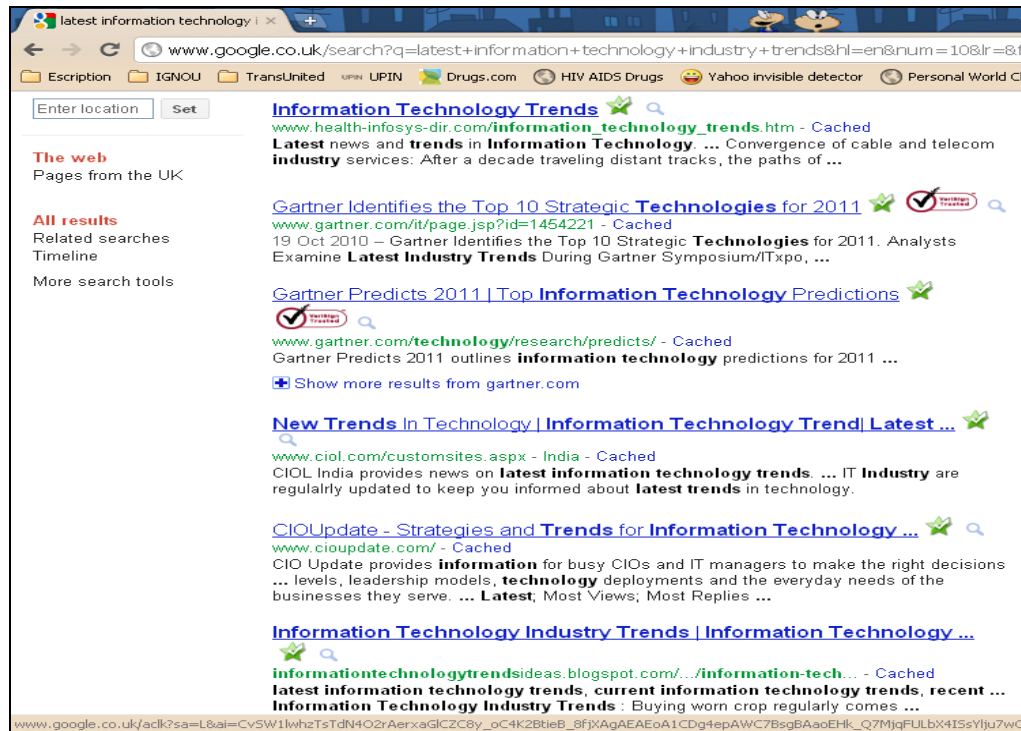 latest information technology i
www.google.co.uk/search?q=latest+information+technology+industry+trends&hl=en&num=10&lr=&f
Escription IGNOU TransUnited UPIN UPIN Drugs.com HIV AIDS Drugs Yahoo invisible detector Personal World C
Enter location Set
The web
Pages from the UK
All results
Related searches
Timeline
More search tools
Information Technology Trends
www.health-infosys-dir.com/information_technology_trends.htm - Cached
Latest news and trends in Information Technology. ... Convergence of cable and telecom
industry services: After a decade traveling distant tracks, the paths of ...
Gartner Identifies the Top 10 Strategic Technologies for 2011 VeriSign Trusted
www.gartner.com/it/page.jsp?id=1454221 - Cached
19 Oct 2010 – Gartner Identifies the Top 10 Strategic Technologies for 2011. Analysts
Examine Latest Industry Trends During Gartner Symposium/ITxpo, ...
Gartner Predicts 2011 | Top Information Technology Predictions
VeriSign Trusted
www.gartner.com/technology/research/predicts/ - Cached
Gartner Predicts 2011 outlines information technology predictions for 2011 ...
Show more results from gartner.com
New Trends In Technology | Information Technology Trend| Latest ...
www.ciol.com/customsites.aspx - India - Cached
CIOL India provides news on latest information technology trends. ... IT Industry are
regulalrly updated to keep you informed about latest trends in technology.
CIOUpdate - Strategies and Trends for Information Technology ...
www.cioupdate.com/ - Cached
CIO Update provides information for busy CIOs and IT managers to make the right decisions
... levels, leadership models, technology deployments and the everyday needs of the
businesses they serve. ... Latest; Most Views; Most Replies ...
Information Technology Industry Trends | Information Technology ...
informationtechnologytrendsideas.blogspot.com/.../information-tech... - Cached
latest information technology trends, current information technology trends, recent ...
Information Technology Industry Trends : Buying worn crop regularly comes ...